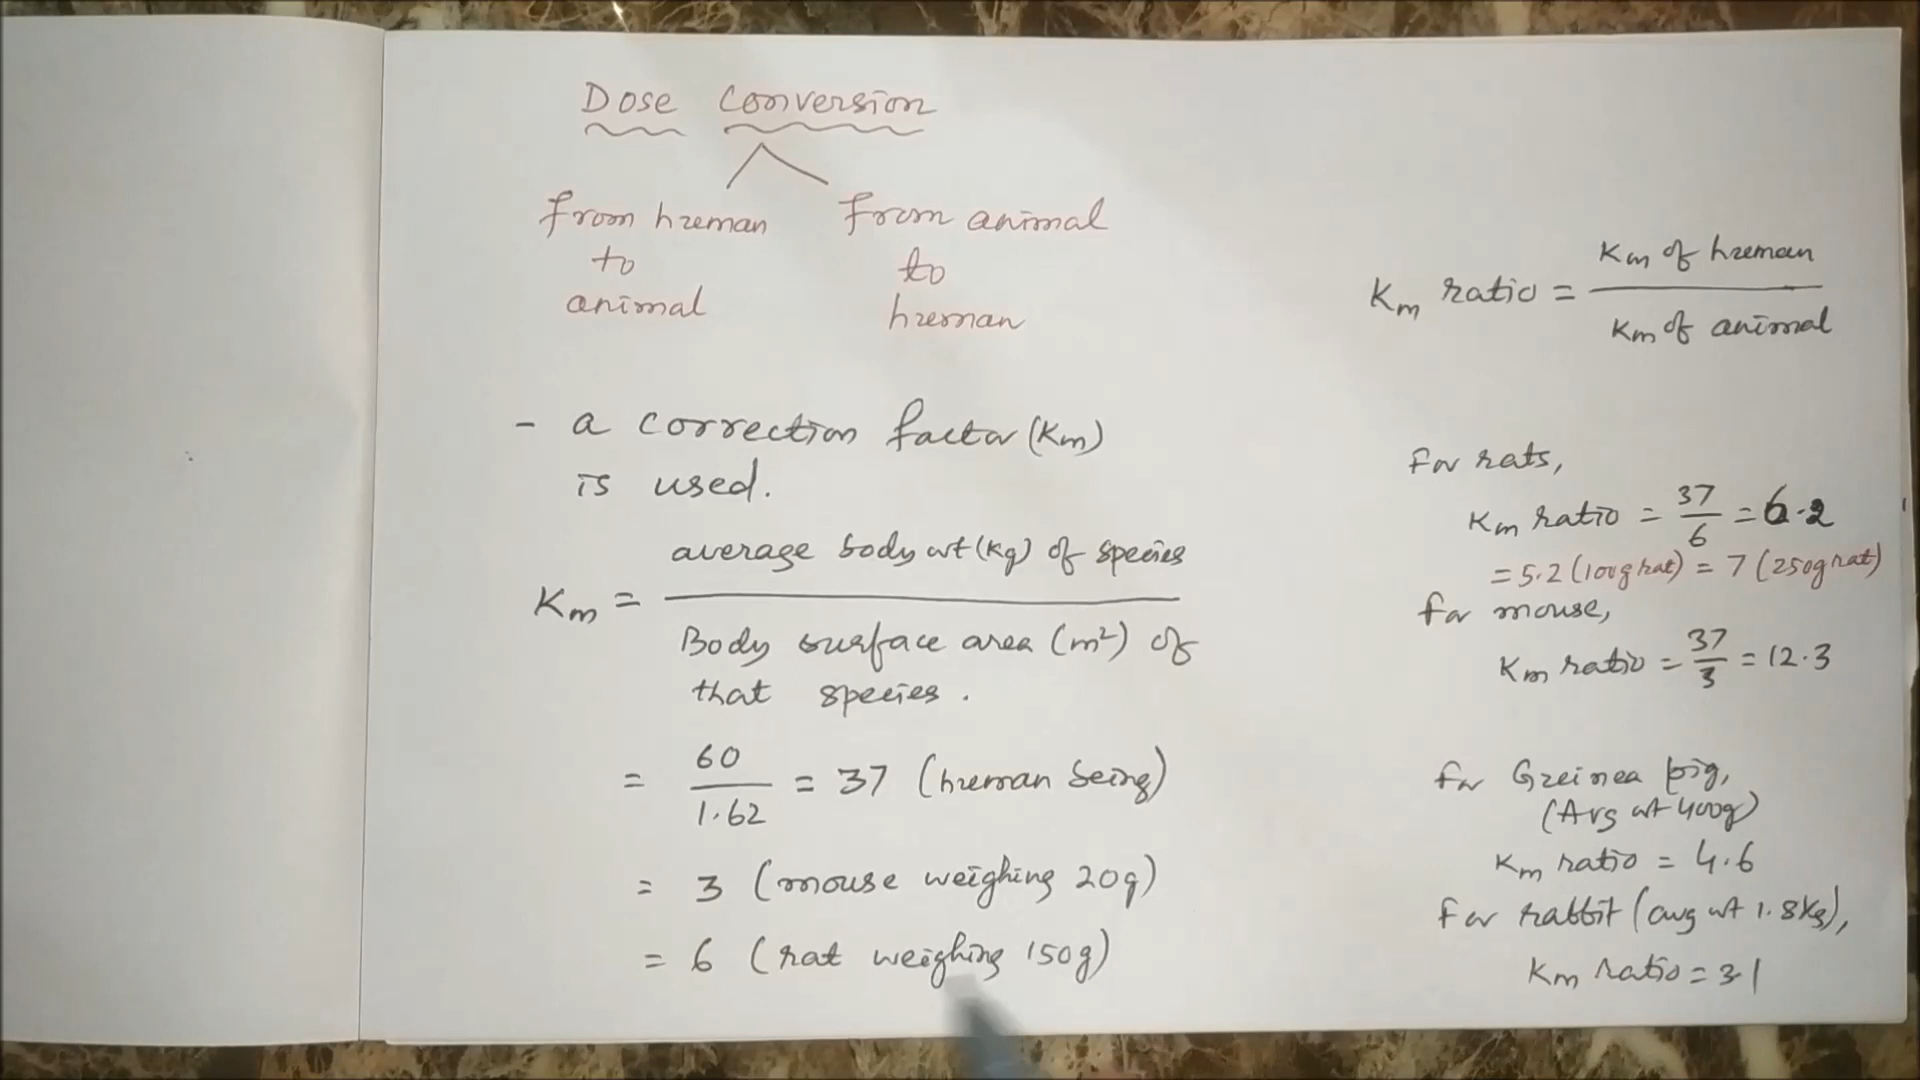 Dose Conversion
from human
to
animal
from animal
to
human
- a correction factor (Km)
is used.
Km = average body wt (kg) of species
Body surface area (m²) of
that species.
= 60
1.62
= 37 (human being)
= 3 (mouse weighing 20g)
= 6 (rat weighing 150g)
Km ratio = Km of human
Km of animal
For rats,
Km ratio = 37/6 = 6.2
= 5.2 (100g rat) = 7 (250g rat)
for mouse,
Km ratio = 37/3 = 12.3
for Guinea pig,
(Avg wt 400g)
Km ratio = 4.6
for rabbit (avg wt 1.8kg),
Km ratio =